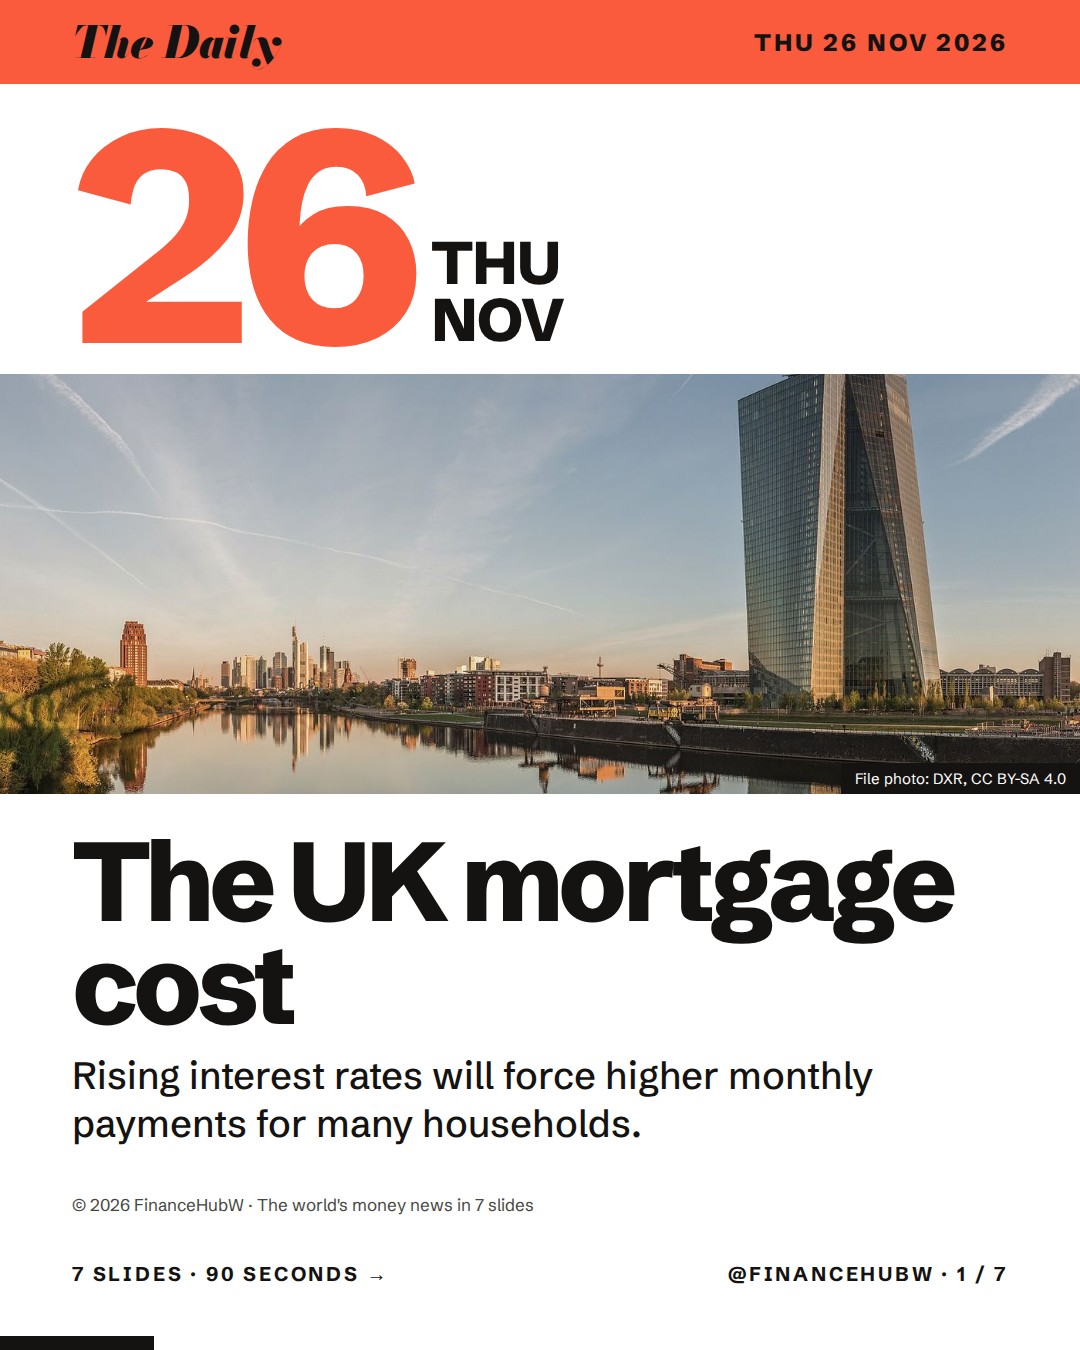 The Daily
THU 26 NOV 2026
26
THU
NOV
File photo: DXR, CC BY-SA 4.0
The UK mortgage
cost
Rising interest rates will force higher monthly
payments for many households.
© 2026 FinanceHubW · The world's money news in 7 slides
7 SLIDES · 90 SECONDS →
@FINANCEHUBW · 1 / 7